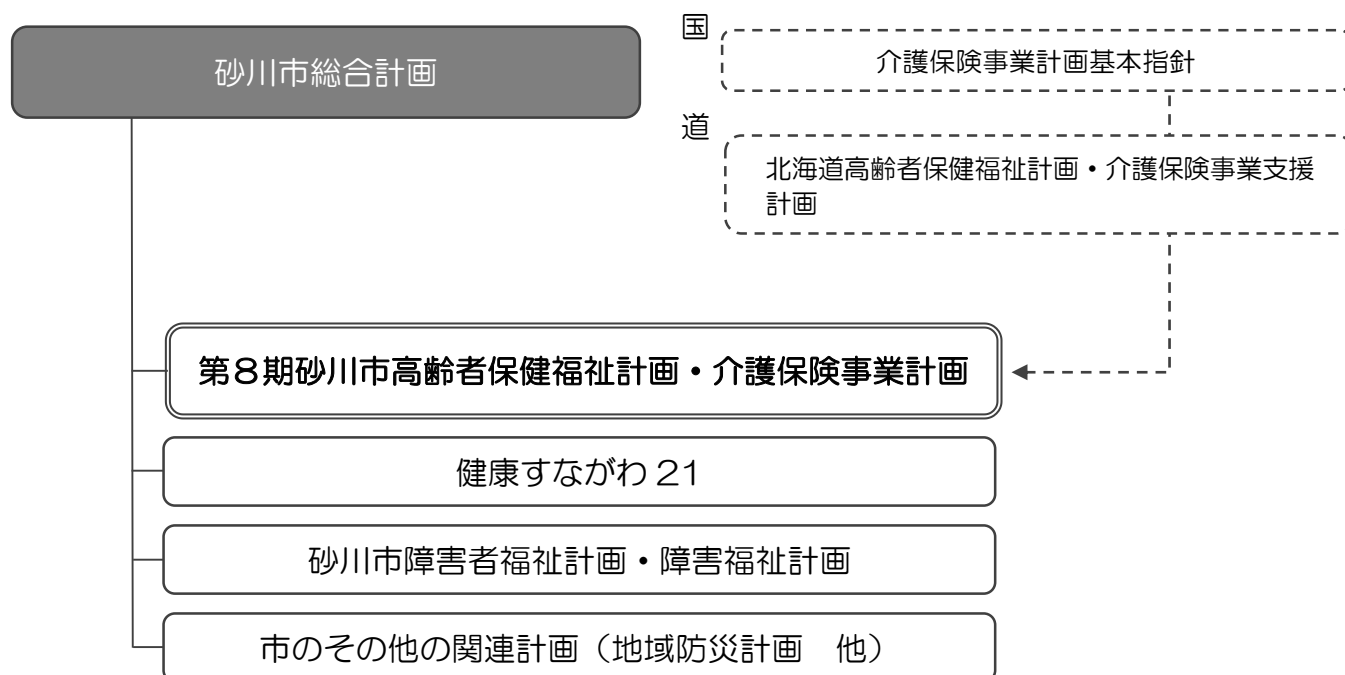 砂川市総合計画
国
介護保険事業計画基本指針
道
北海道高齢者保健福祉計画・介護保険事業支援
計画
第８期砂川市高齢者保健福祉計画・介護保険事業計画
健康すながわ 21
砂川市障害者福祉計画・障害福祉計画
市のその他の関連計画（地域防災計画　他）